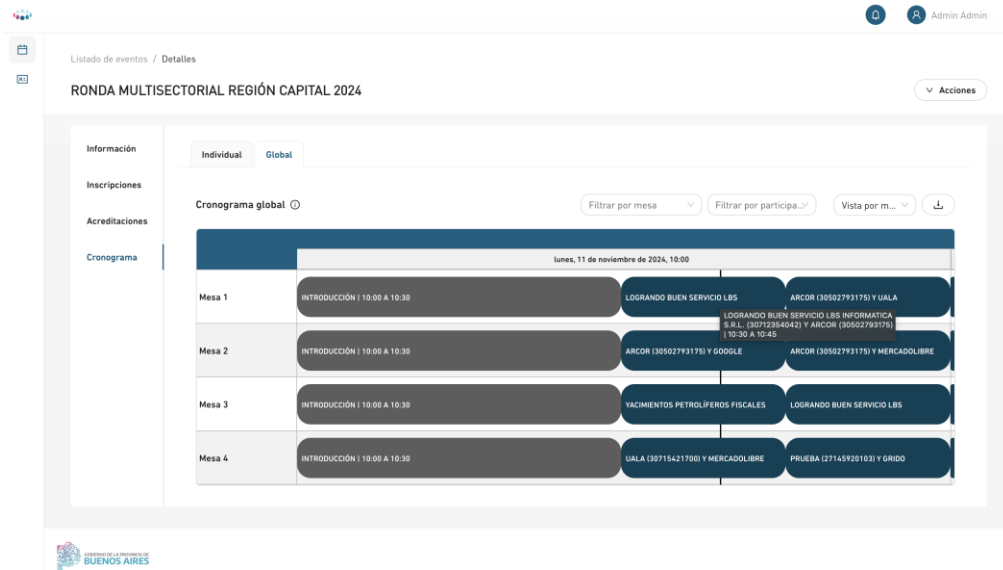 Admin Admin
Listado de eventos / Detalles
RONDA MULTISECTORIAL REGIÓN CAPITAL 2024
Acciones
Información
Inscripciones
Acreditaciones
Cronograma
Individual
Global
Cronograma global
Filtrar por mesa
Filtrar por participa...
Vista por m...
lunes, 11 de noviembre de 2024, 10:00
Mesa 1
INTRODUCCIÓN | 10:00 A 10:30
LOGRANDO BUEN SERVICIO LBS
ARCOR (30502793175) Y UALA
LOGRANDO BUEN SERVICIO LBS INFORMATICA
S.R.L. (30712354042) Y ARCOR (30502793175)
| 10:30 A 10:45
Mesa 2
INTRODUCCIÓN | 10:00 A 10:30
ARCOR (30502793175) Y GOOGLE
ARCOR (30502793175) Y MERCADOLIBRE
Mesa 3
INTRODUCCIÓN | 10:00 A 10:30
YACIMIENTOS PETROLÍFEROS FISCALES
LOGRANDO BUEN SERVICIO LBS
Mesa 4
INTRODUCCIÓN | 10:00 A 10:30
UALA (30715421700) Y MERCADOLIBRE
PRUEBA (27145920103) Y GRIDO
GOBIERNO DE LA PROVINCIA DE
BUENOS AIRES